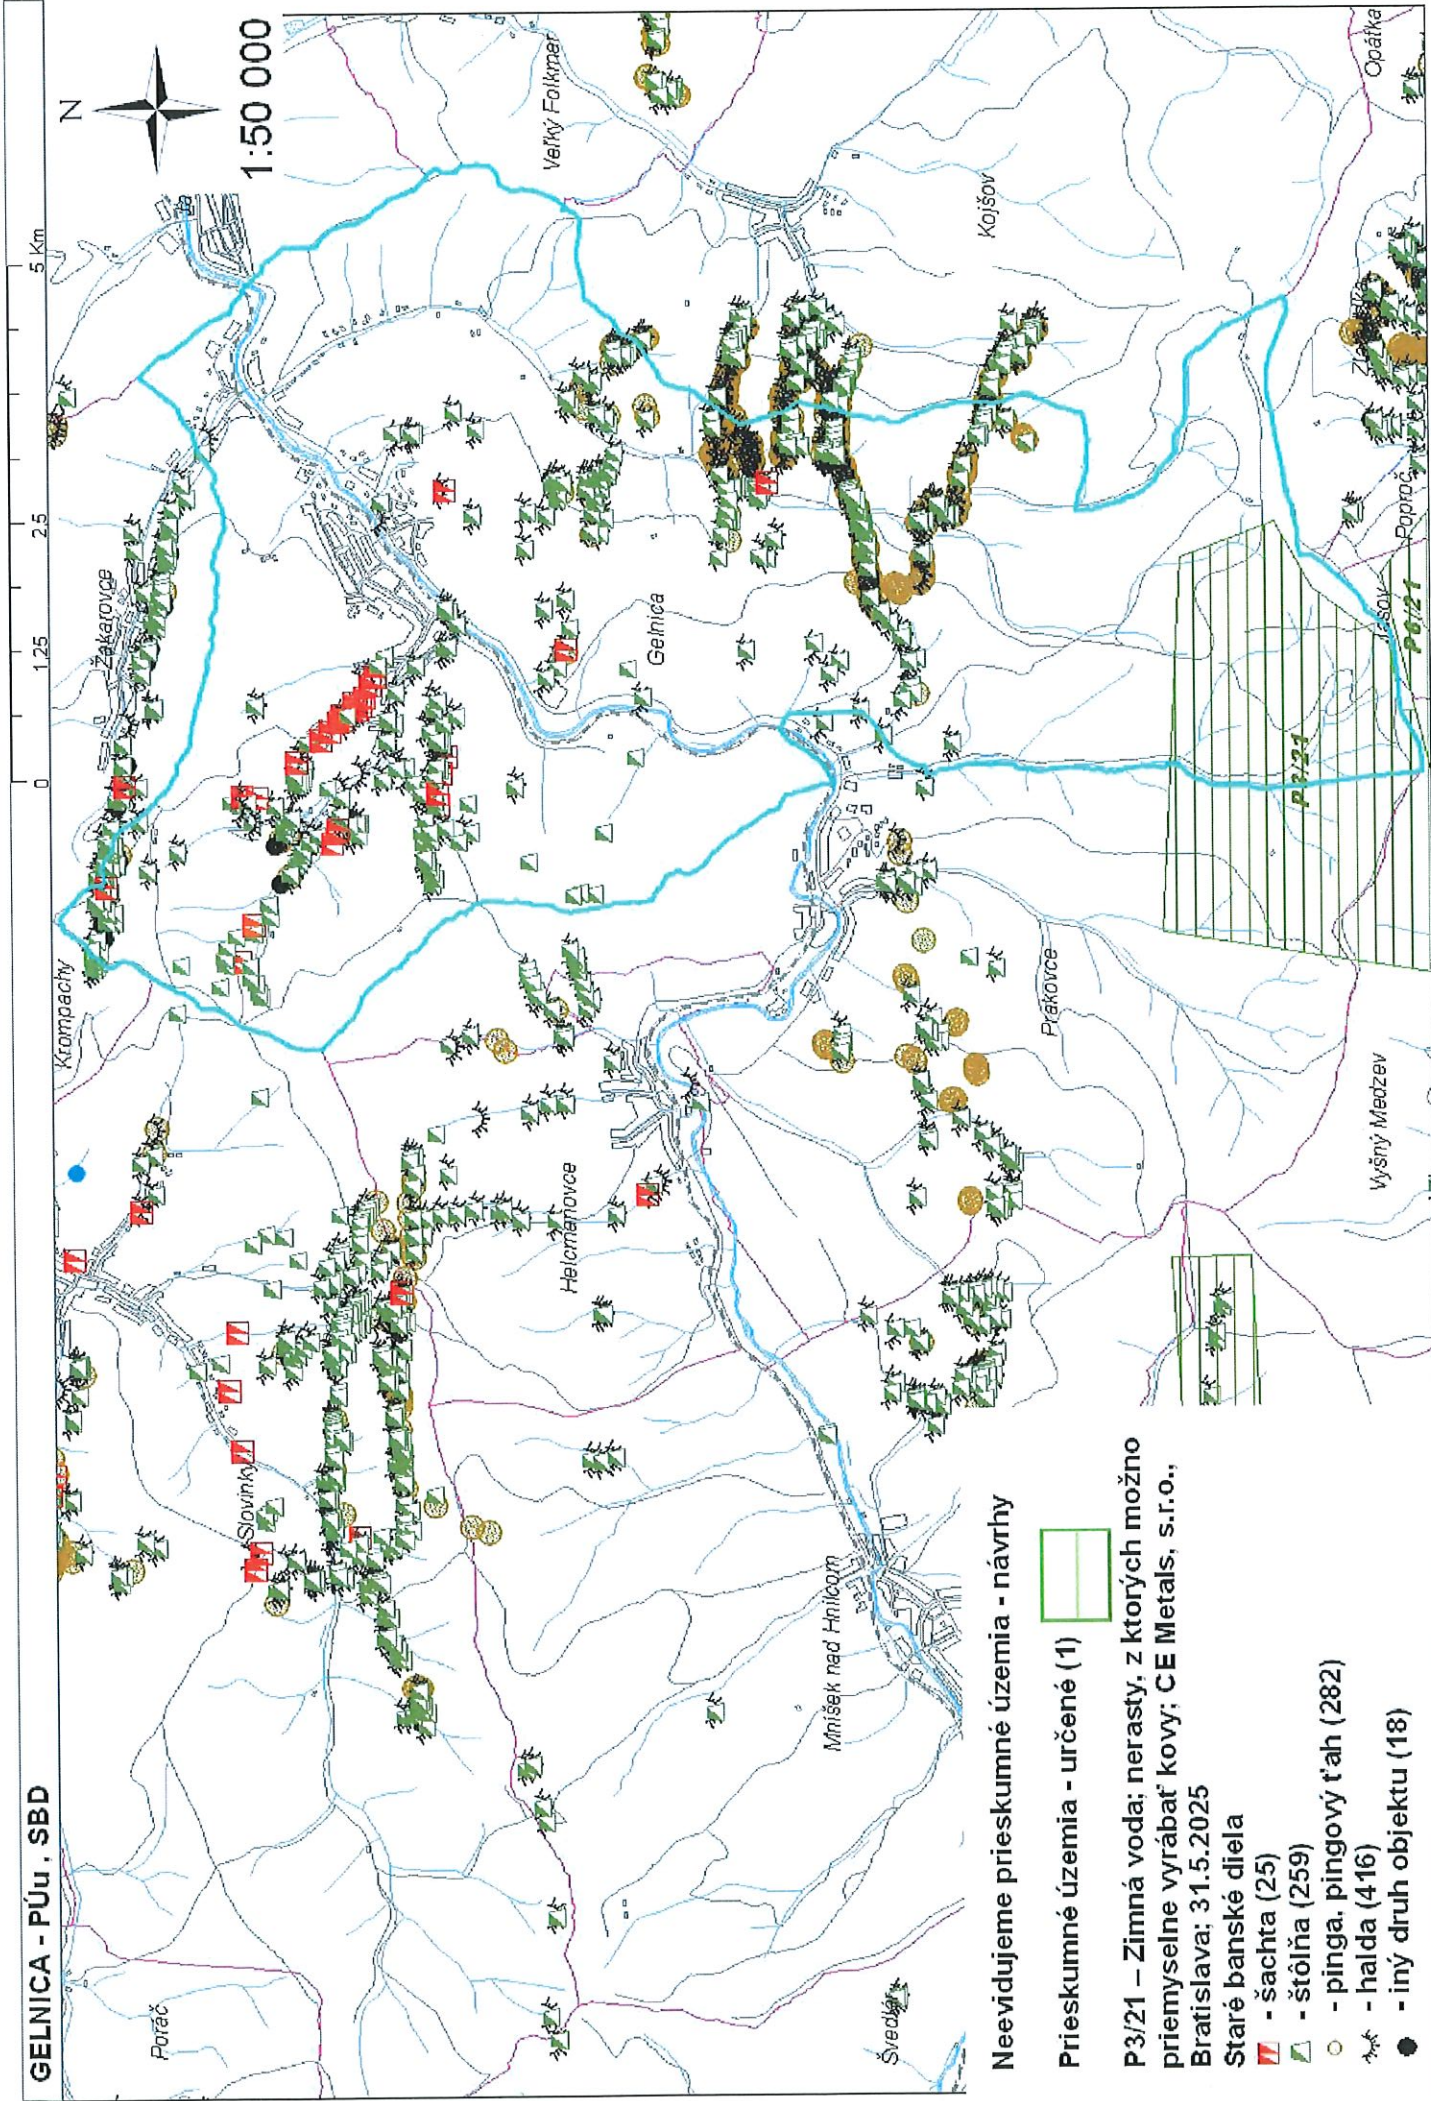 GELNICA - PÚu , SBD
0
1.25
2.5
5 Km
N
1:50 000
Poráč
Slovinky
Krompachy
Žakarovce
Veľký Folkmar
Helcmanovce
Gelnica
Kojšov
Švedlár
Mníšek nad Hnilcom
Prakovce
Vyšný Medzev
Jasov
Poproč
Opátka
P3/21
P6/21
Neevidujeme prieskumné územia - návrhy
Prieskumné územia - určené (1)
P3/21 – Zimná voda; nerasty, z ktorých možno
priemyselne vyrábať kovy; CE Metals, s.r.o.,
Bratislava; 31.5.2025
Staré banské diela
- šachta (25)
- štôlňa (259)
- pinga, pingový ťah (282)
- halda (416)
- iný druh objektu (18)